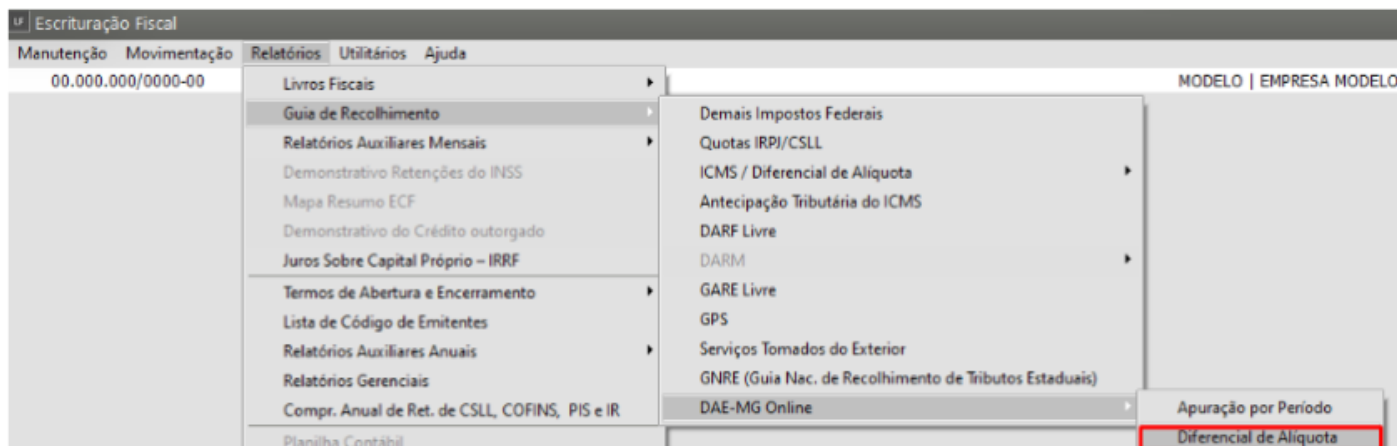 LF Escrituração Fiscal
Manutenção Movimentação Relatórios Utilitários Ajuda
00.000.000/0000-00
MODELO | EMPRESA MODELO
Livros Fiscais
Guia de Recolhimento
Relatórios Auxiliares Mensais
Demonstrativo Retenções do INSS
Mapa Resumo ECF
Demonstrativo do Crédito outorgado
Juros Sobre Capital Próprio – IRRF
Termos de Abertura e Encerramento
Lista de Código de Emitentes
Relatórios Auxiliares Anuais
Relatórios Gerenciais
Compr. Anual de Ret. de CSLL, COFINS, PIS e IR
Planilha Contábil
Demais Impostos Federais
Quotas IRPJ/CSLL
ICMS / Diferencial de Alíquota
Antecipação Tributária do ICMS
DARF Livre
DARM
GARE Livre
GPS
Serviços Tomados do Exterior
GNRE (Guia Nac. de Recolhimento de Tributos Estaduais)
DAE-MG Online
Apuração por Período
Diferencial de Alíquota